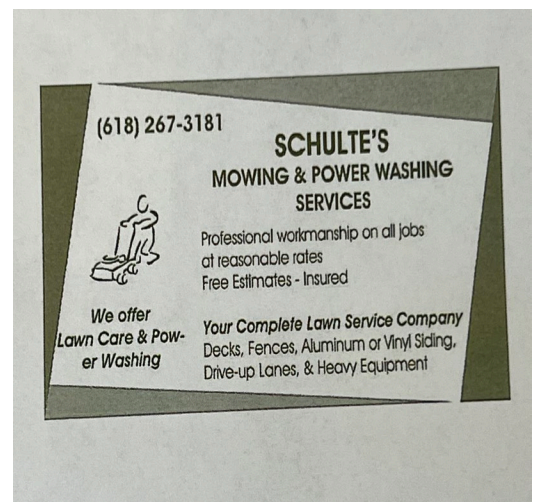 (618) 267-3181
SCHULTE'S
MOWING & POWER WASHING
SERVICES
Professional workmanship on all jobs
at reasonable rates
Free Estimates - Insured
We offer
Lawn Care & Pow-
er Washing
Your Complete Lawn Service Company
Decks, Fences, Aluminum or Vinyl Siding,
Drive-up Lanes, & Heavy Equipment